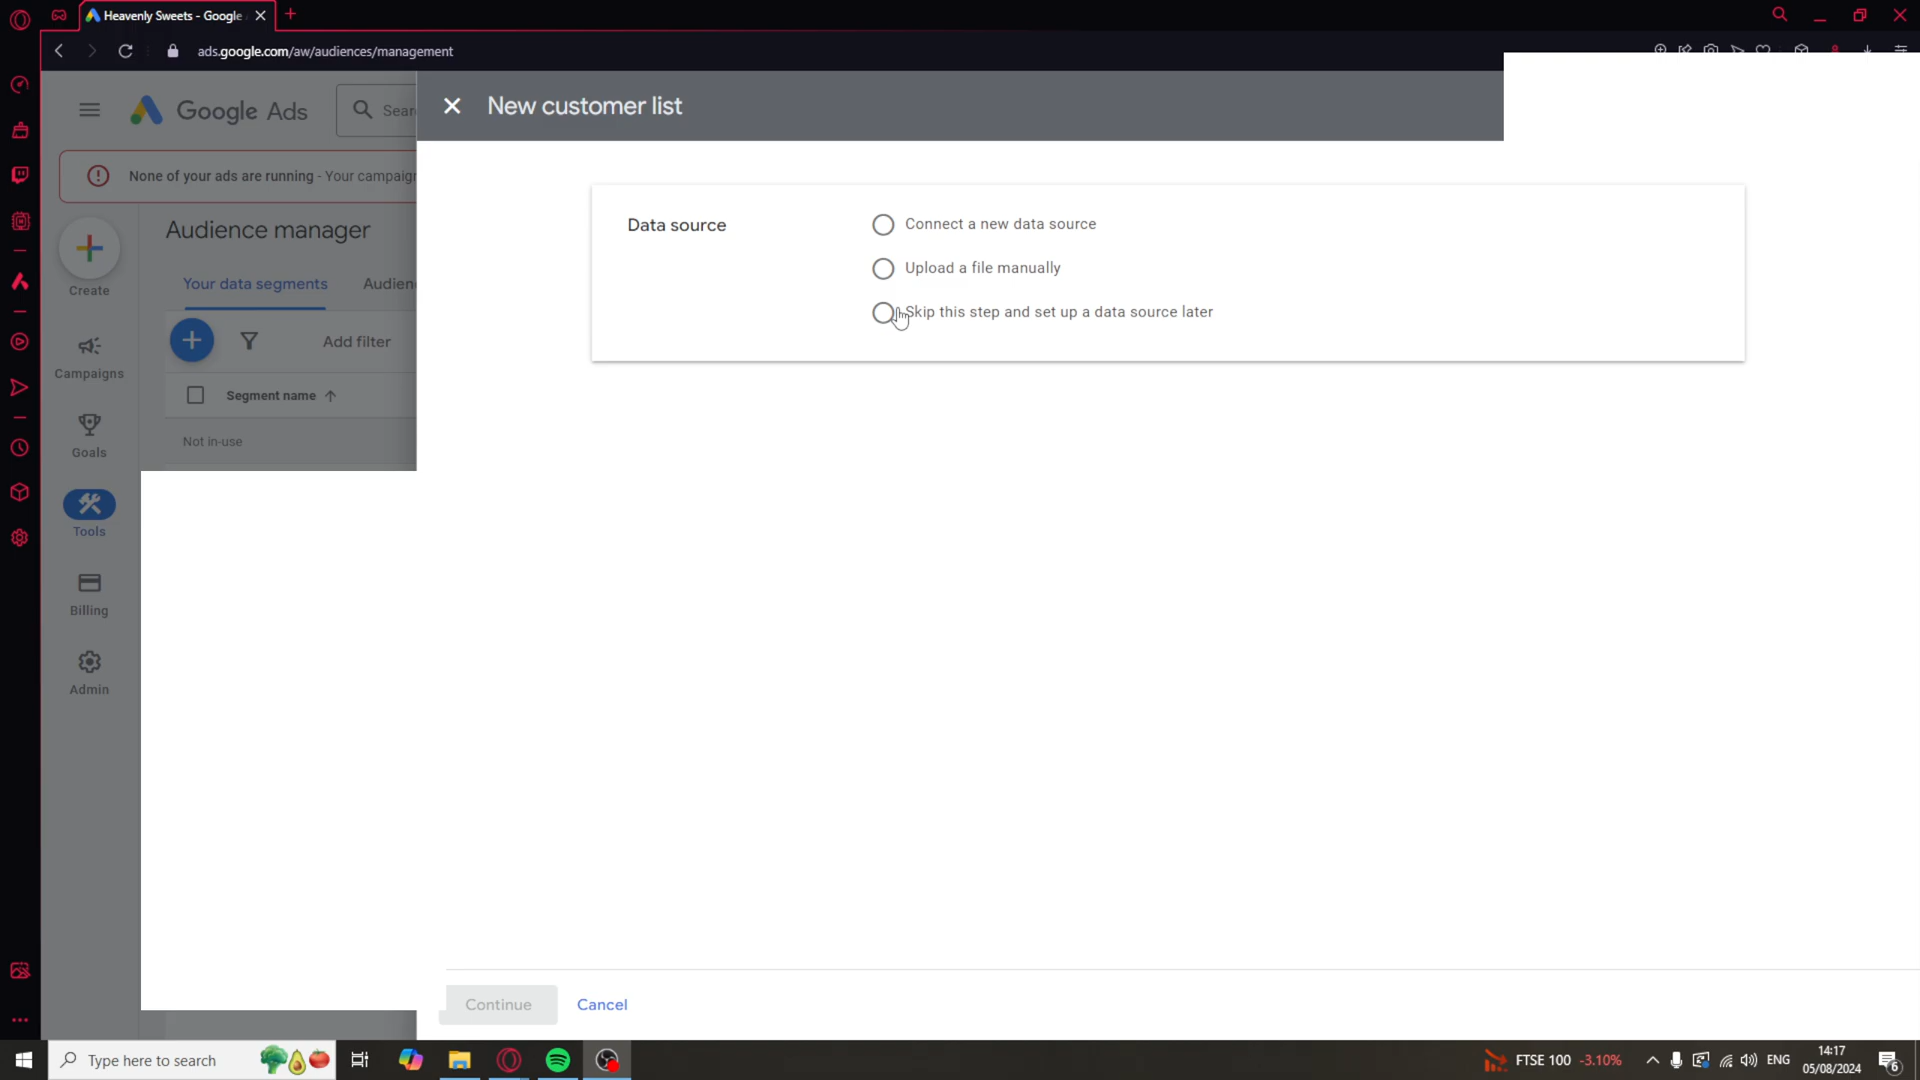 Heavenly Sweets - Google
ads.google.com/aw/audiences/management
Google Ads
Sear
New customer list
None of your ads are running - Your campaign
Audience manager
Data source
Connect a new data source
Upload a file manually
Skip this step and set up a data source later
Create
Your data segments
Audien
Add filter
Campaigns
Segment name
Goals
Not in-use
Tools
Billing
Admin
Continue
Cancel
Type here to search
FTSE 100 -3.10%
ENG
14:17
05/08/2024
6